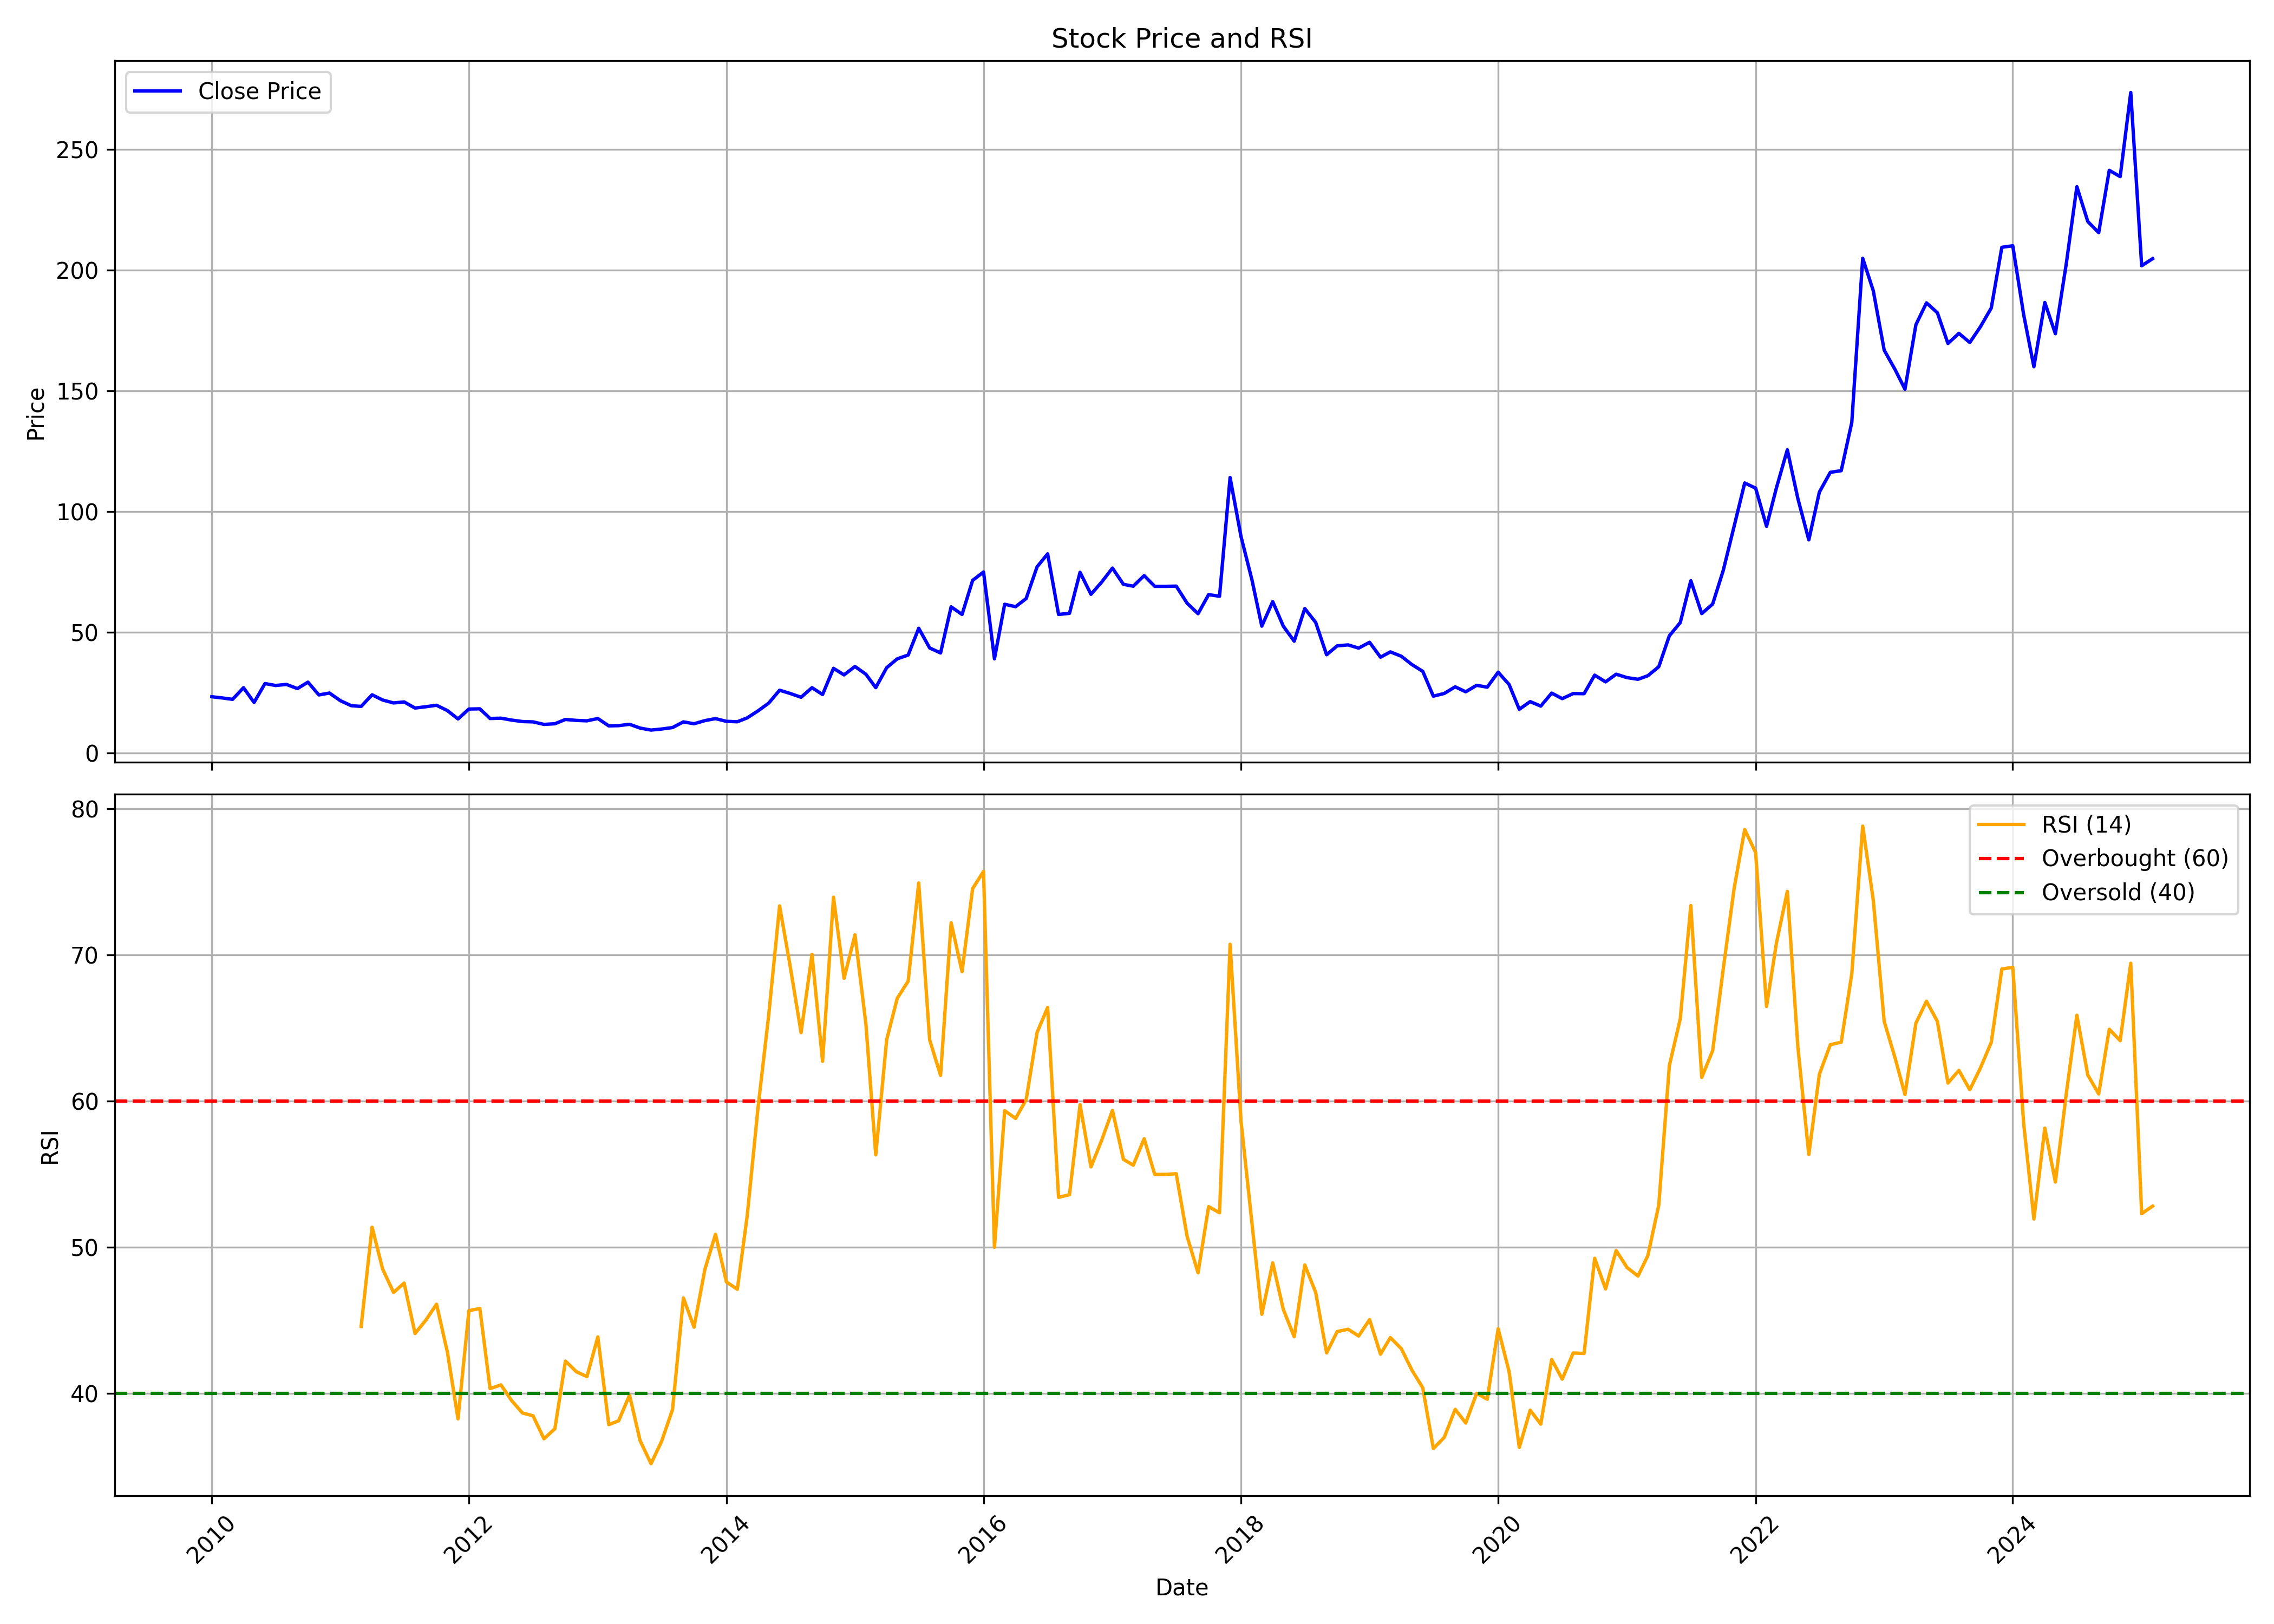 Stock Price and RSI
Close Price
Price
250
200
150
100
50
0
RSI (14)
Overbought (60)
Oversold (40)
RSI
80
70
60
50
40
2010
2012
2014
2016
2018
2020
2022
2024
Date